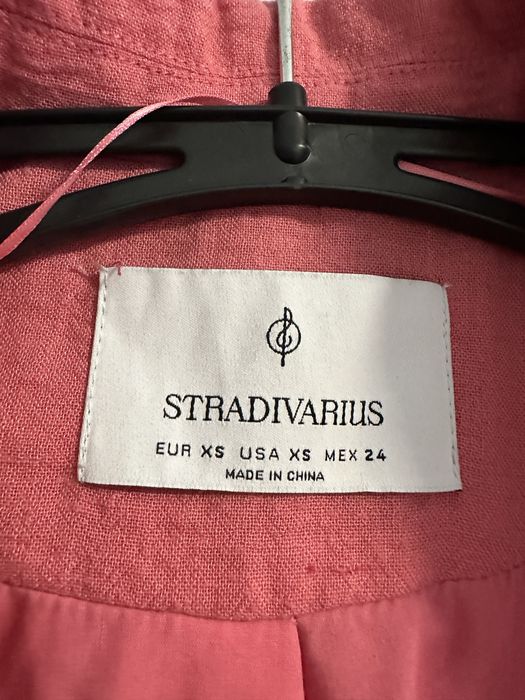 STRADIVARIUS
EUR XS USA XS MEX 24
MADE IN CHINA